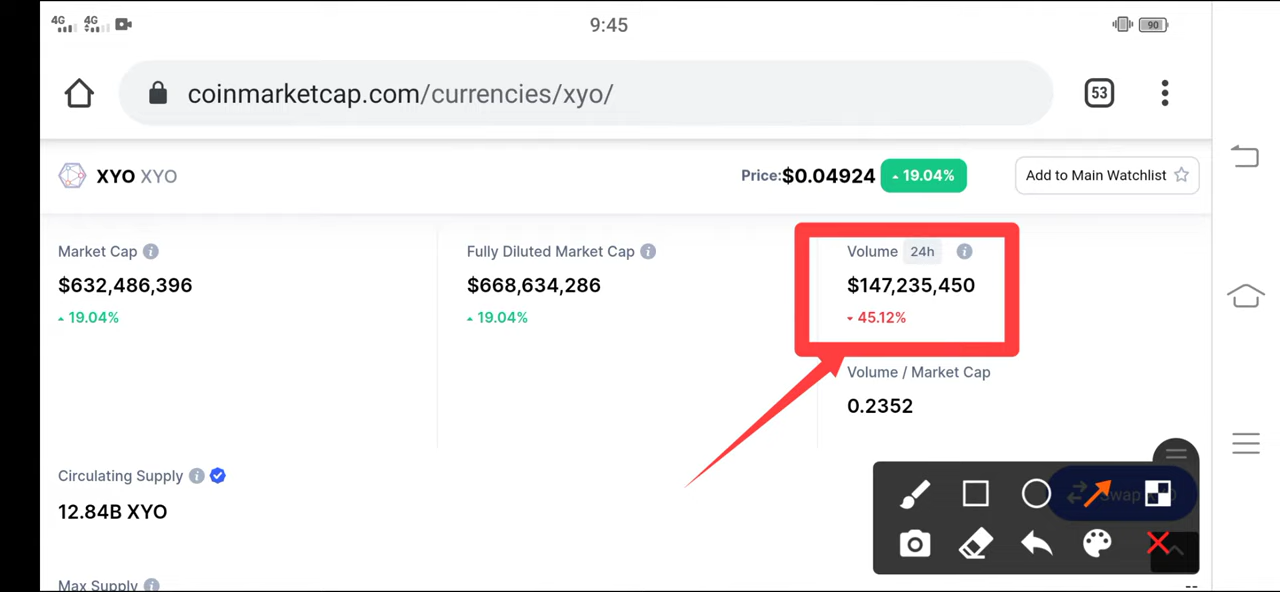 4G 4G 9:45 90
coinmarketcap.com/currencies/xyo/ 53
XYO XYO Price:$0.04924 19.04% Add to Main Watchlist
Market Cap Fully Diluted Market Cap Volume 24h
$632,486,396 $668,634,286 $147,235,450
19.04% 19.04% 45.12%
Volume / Market Cap
0.2352
Circulating Supply
12.84B XYO
Swap
Max Supply
--